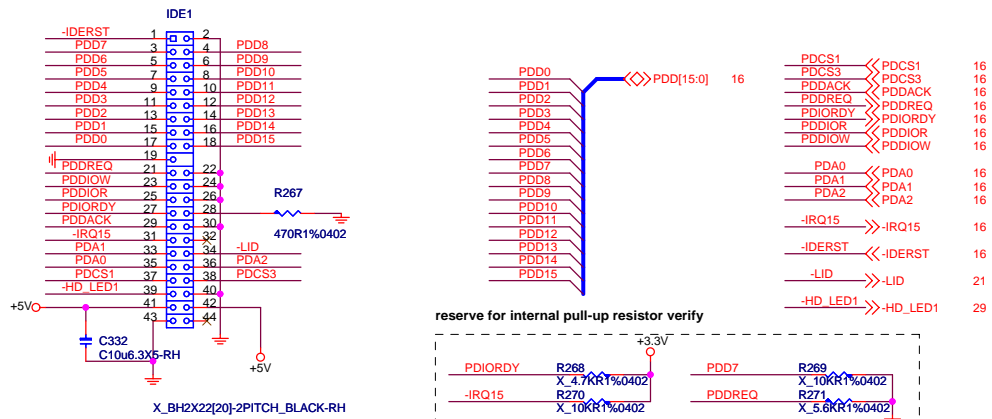 IDE1
-IDERST 1 2
PDD7 3 4 PDD8
PDD6 5 6 PDD9
PDD5 7 8 PDD10
PDD4 9 10 PDD11
PDD3 11 12 PDD12
PDD2 13 14 PDD13
PDD1 15 16 PDD14
PDD0 17 18 PDD15
19
PDDREQ 21 22
PDDIOW 23 24
PDDIOR 25 26
PDIORDY 27 28
PDDACK 29 30
-IRQ15 31 32
PDA1 33 34 -LID
PDA0 35 36 PDA2
PDCS1 37 38 PDCS3
-HD_LED1 39 40
41 42
43 44
R267
470R1%0402
+5V
C332
C10u6.3X5-RH
+5V
X_BH2X22[20]-2PITCH_BLACK-RH
PDD0
PDD1
PDD2
PDD3
PDD4
PDD5
PDD6
PDD7
PDD8
PDD9
PDD10
PDD11
PDD12
PDD13
PDD14
PDD15
PDD[15:0] 16
PDCS1 PDCS1 16
PDCS3 PDCS3 16
PDDACK PDDACK 16
PDDREQ PDDREQ 16
PDIORDY PDIORDY 16
PDDIOR PDDIOR 16
PDDIOW PDDIOW 16
PDA0 PDA0 16
PDA1 PDA1 16
PDA2 PDA2 16
-IRQ15 -IRQ15 16
-IDERST -IDERST 16
-LID -LID 21
-HD_LED1 -HD_LED1 29
reserve for internal pull-up resistor verify
+3.3V
PDIORDY R268
X_4.7KR1%0402
-IRQ15 R270
X_10KR1%0402
PDD7 R269
X_10KR1%0402
PDDREQ R271
X_5.6KR1%0402